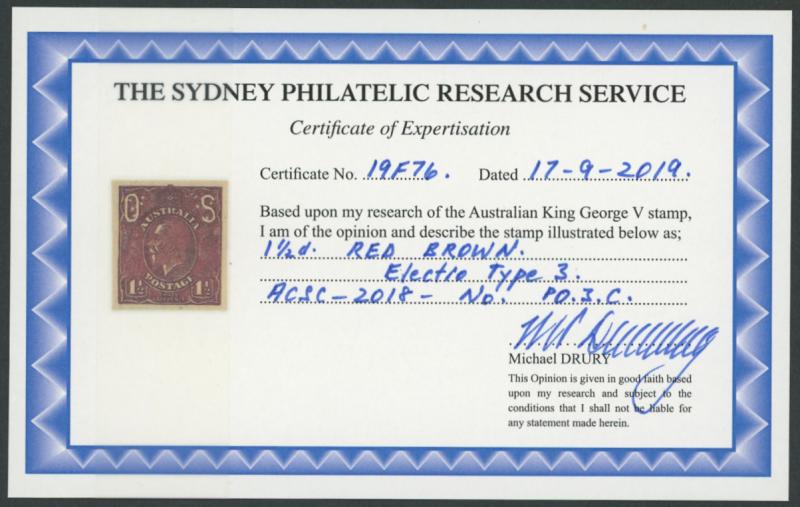 THE SYDNEY PHILATELIC RESEARCH SERVICE
Certificate of Expertisation
Certificate No. 19F76. Dated 17-9-2019.
O S
AUSTRALIA
POSTAGE
1½ 1½
Based upon my research of the Australian King George V stamp,
I am of the opinion and describe the stamp illustrated below as;
1½d. RED BROWN.
Electro Type 3.
ACSC-2018- No. PO.3.C.
Michael DRURY
This Opinion is given in good faith based
upon my research and subject to the
conditions that I shall not be liable for
any statement made herein.